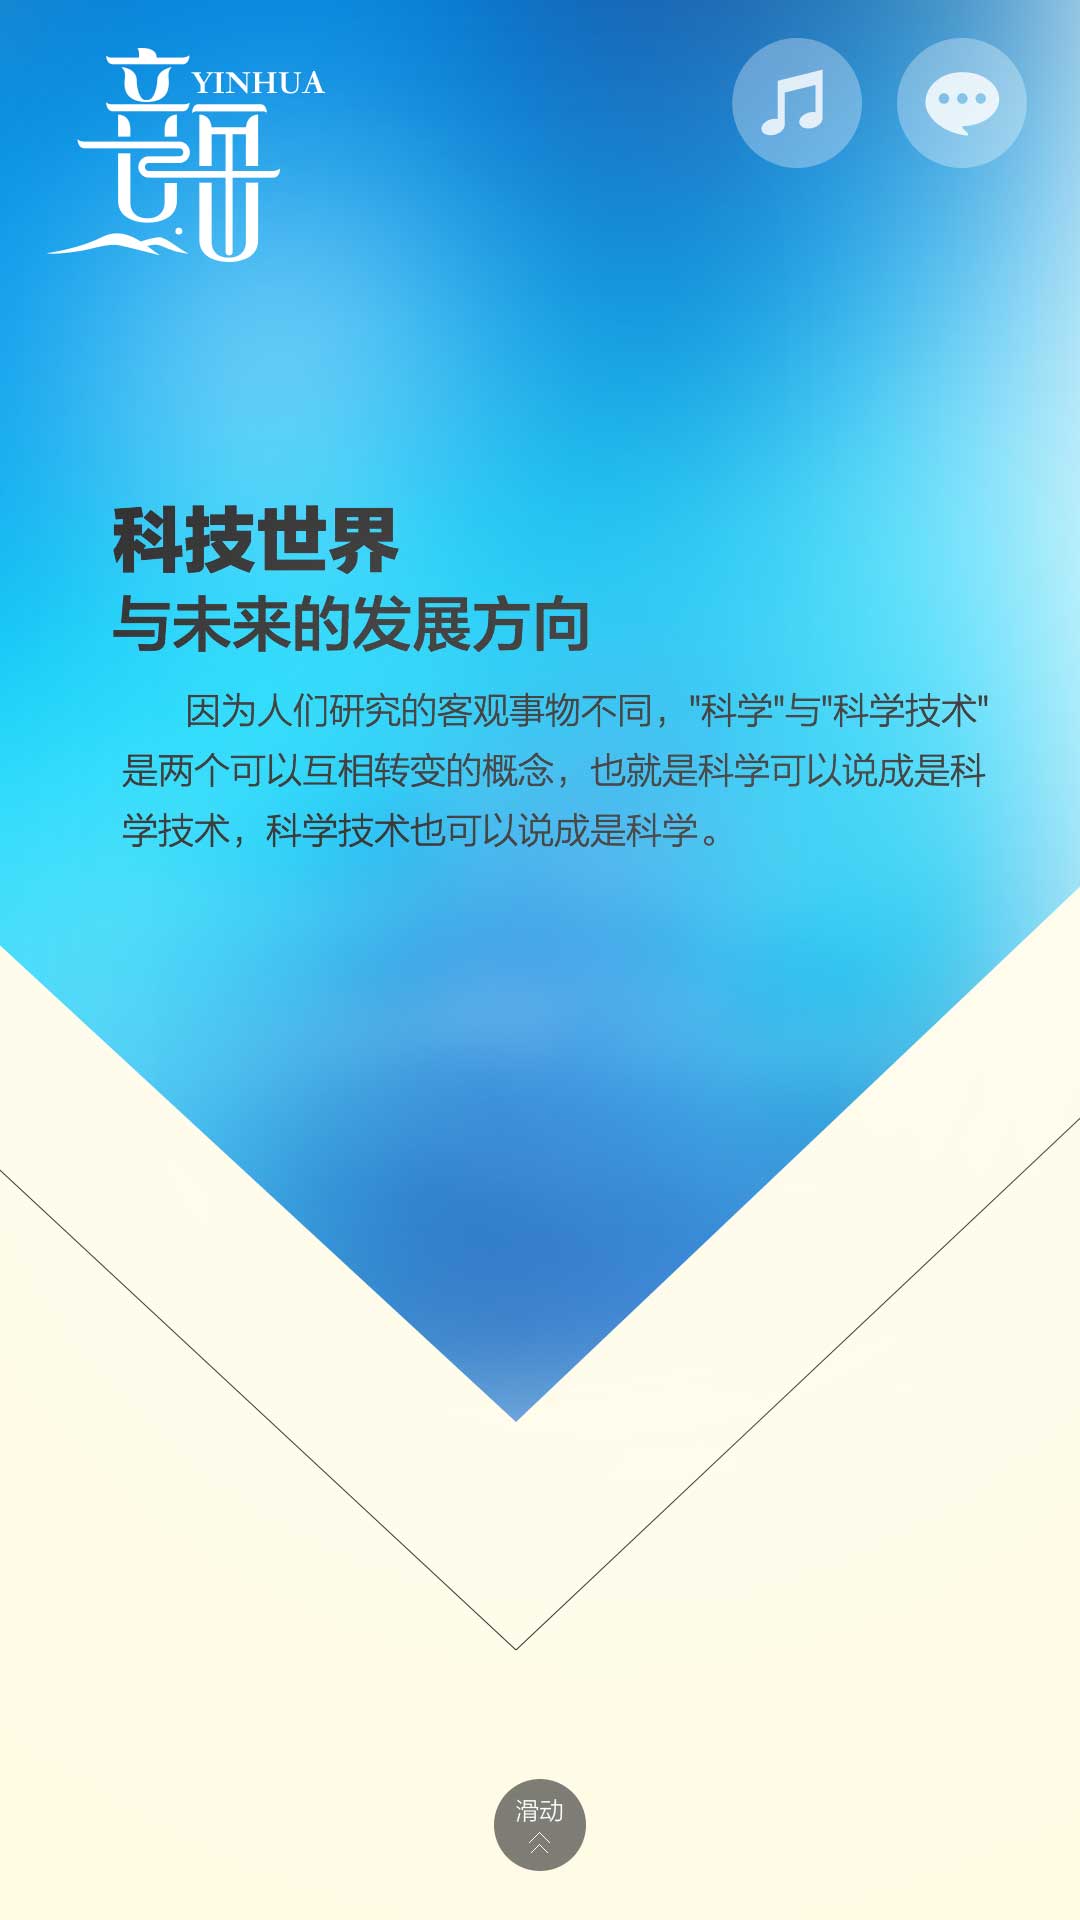 YINHUA
科技世界
与未来的发展方向
因为人们研究的客观事物不同，"科学"与"科学技术"
是两个可以互相转变的概念，也就是科学可以说成是科
学技术，科学技术也可以说成是科学。
滑动